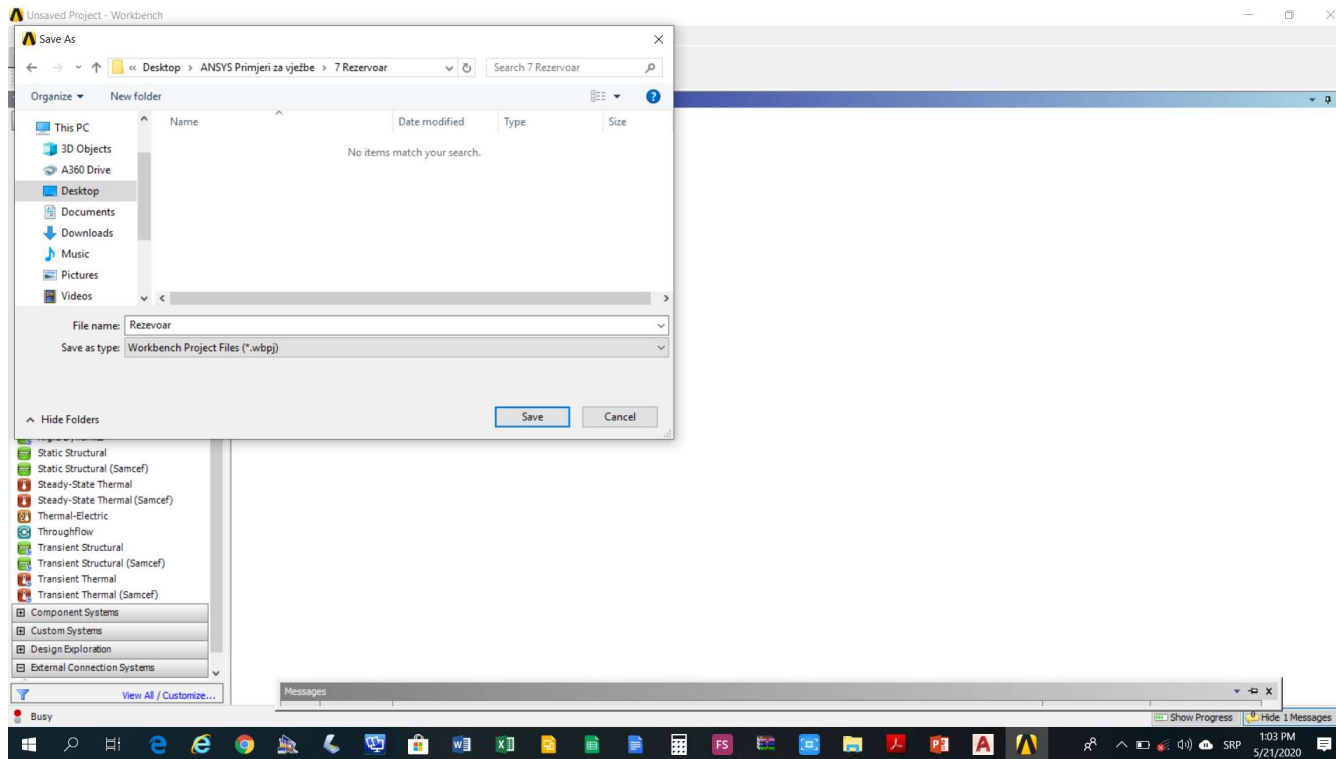 Unsaved Project - Workbench
Save As
« Desktop > ANSYS Primjeri za vježbe > 7 Rezervoar
Search 7 Rezervoar
Organize
New folder
This PC
3D Objects
A360 Drive
Desktop
Documents
Downloads
Music
Pictures
Videos
Name
Date modified
Type
Size
No items match your search.
File name: Rezevoar
Save as type: Workbench Project Files (*.wbpj)
Hide Folders
Save
Cancel
Static Structural
Static Structural (Samcef)
Steady-State Thermal
Steady-State Thermal (Samcef)
Thermal-Electric
Throughflow
Transient Structural
Transient Structural (Samcef)
Transient Thermal
Transient Thermal (Samcef)
Component Systems
Custom Systems
Design Exploration
External Connection Systems
View All / Customize...
Messages
Busy
Show Progress
Hide 1 Messages
FS
SRP
1:03 PM
5/21/2020